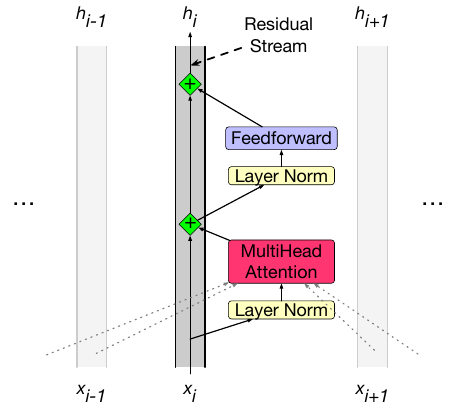 h_{i-1} h_i h_{i+1}
Residual
Stream
+
Feedforward
Layer Norm
... ...
+
MultiHead
Attention
Layer Norm
x_{i-1} x_i x_{i+1}